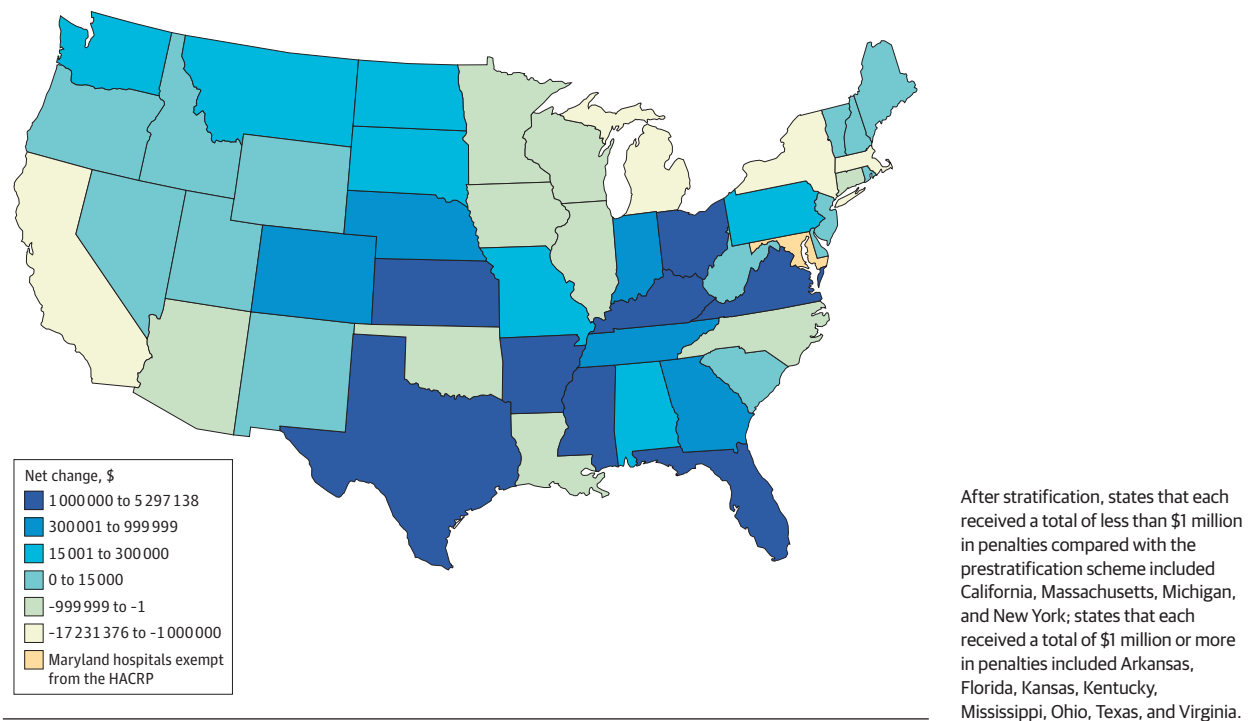 Net change, $
1 000 000 to 5 297 138
300 001 to 999 999
15 001 to 300 000
0 to 15 000
-999 999 to -1
-17 231 376 to -1 000 000
Maryland hospitals exempt
from the HACRP
After stratification, states that each
received a total of less than $1 million
in penalties compared with the
prestratification scheme included
California, Massachusetts, Michigan,
and New York; states that each
received a total of $1 million or more
in penalties included Arkansas,
Florida, Kansas, Kentucky,
Mississippi, Ohio, Texas, and Virginia.